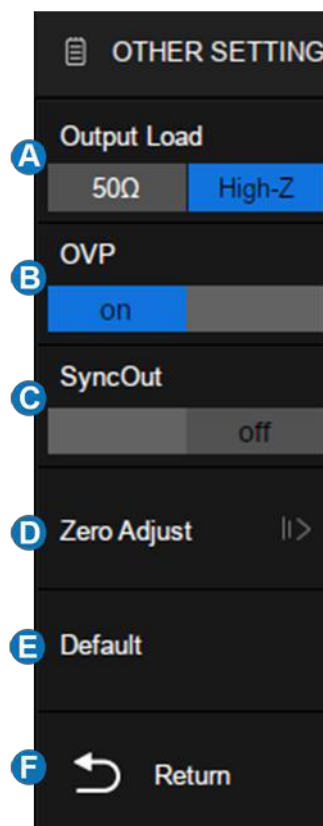 OTHER SETTING
A
Output Load
50Ω High-Z
B
OVP
on
C
SyncOut
off
D
Zero Adjust
E
Default
F
Return